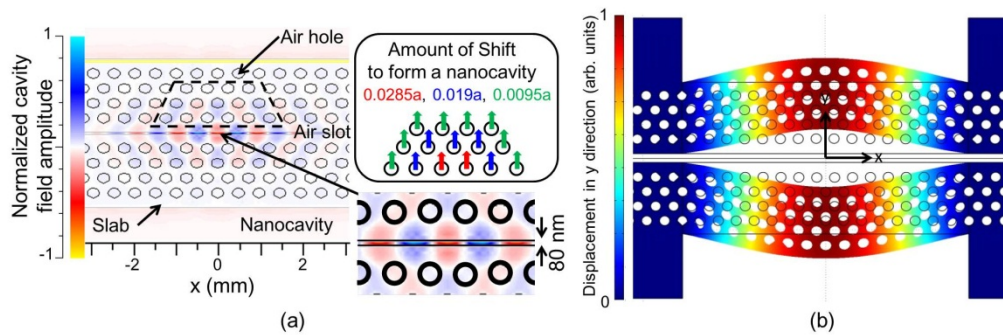 1
Normalized cavity
field amplitude
-1
Air hole
Air slot
Slab
Nanocavity
-2
0
2
x (mm)
(a)
Amount of Shift
to form a nanocavity
0.0285a, 0.019a, 0.0095a
80 nm
1
Displacement in y direction (arb. units)
0
y
x
(b)